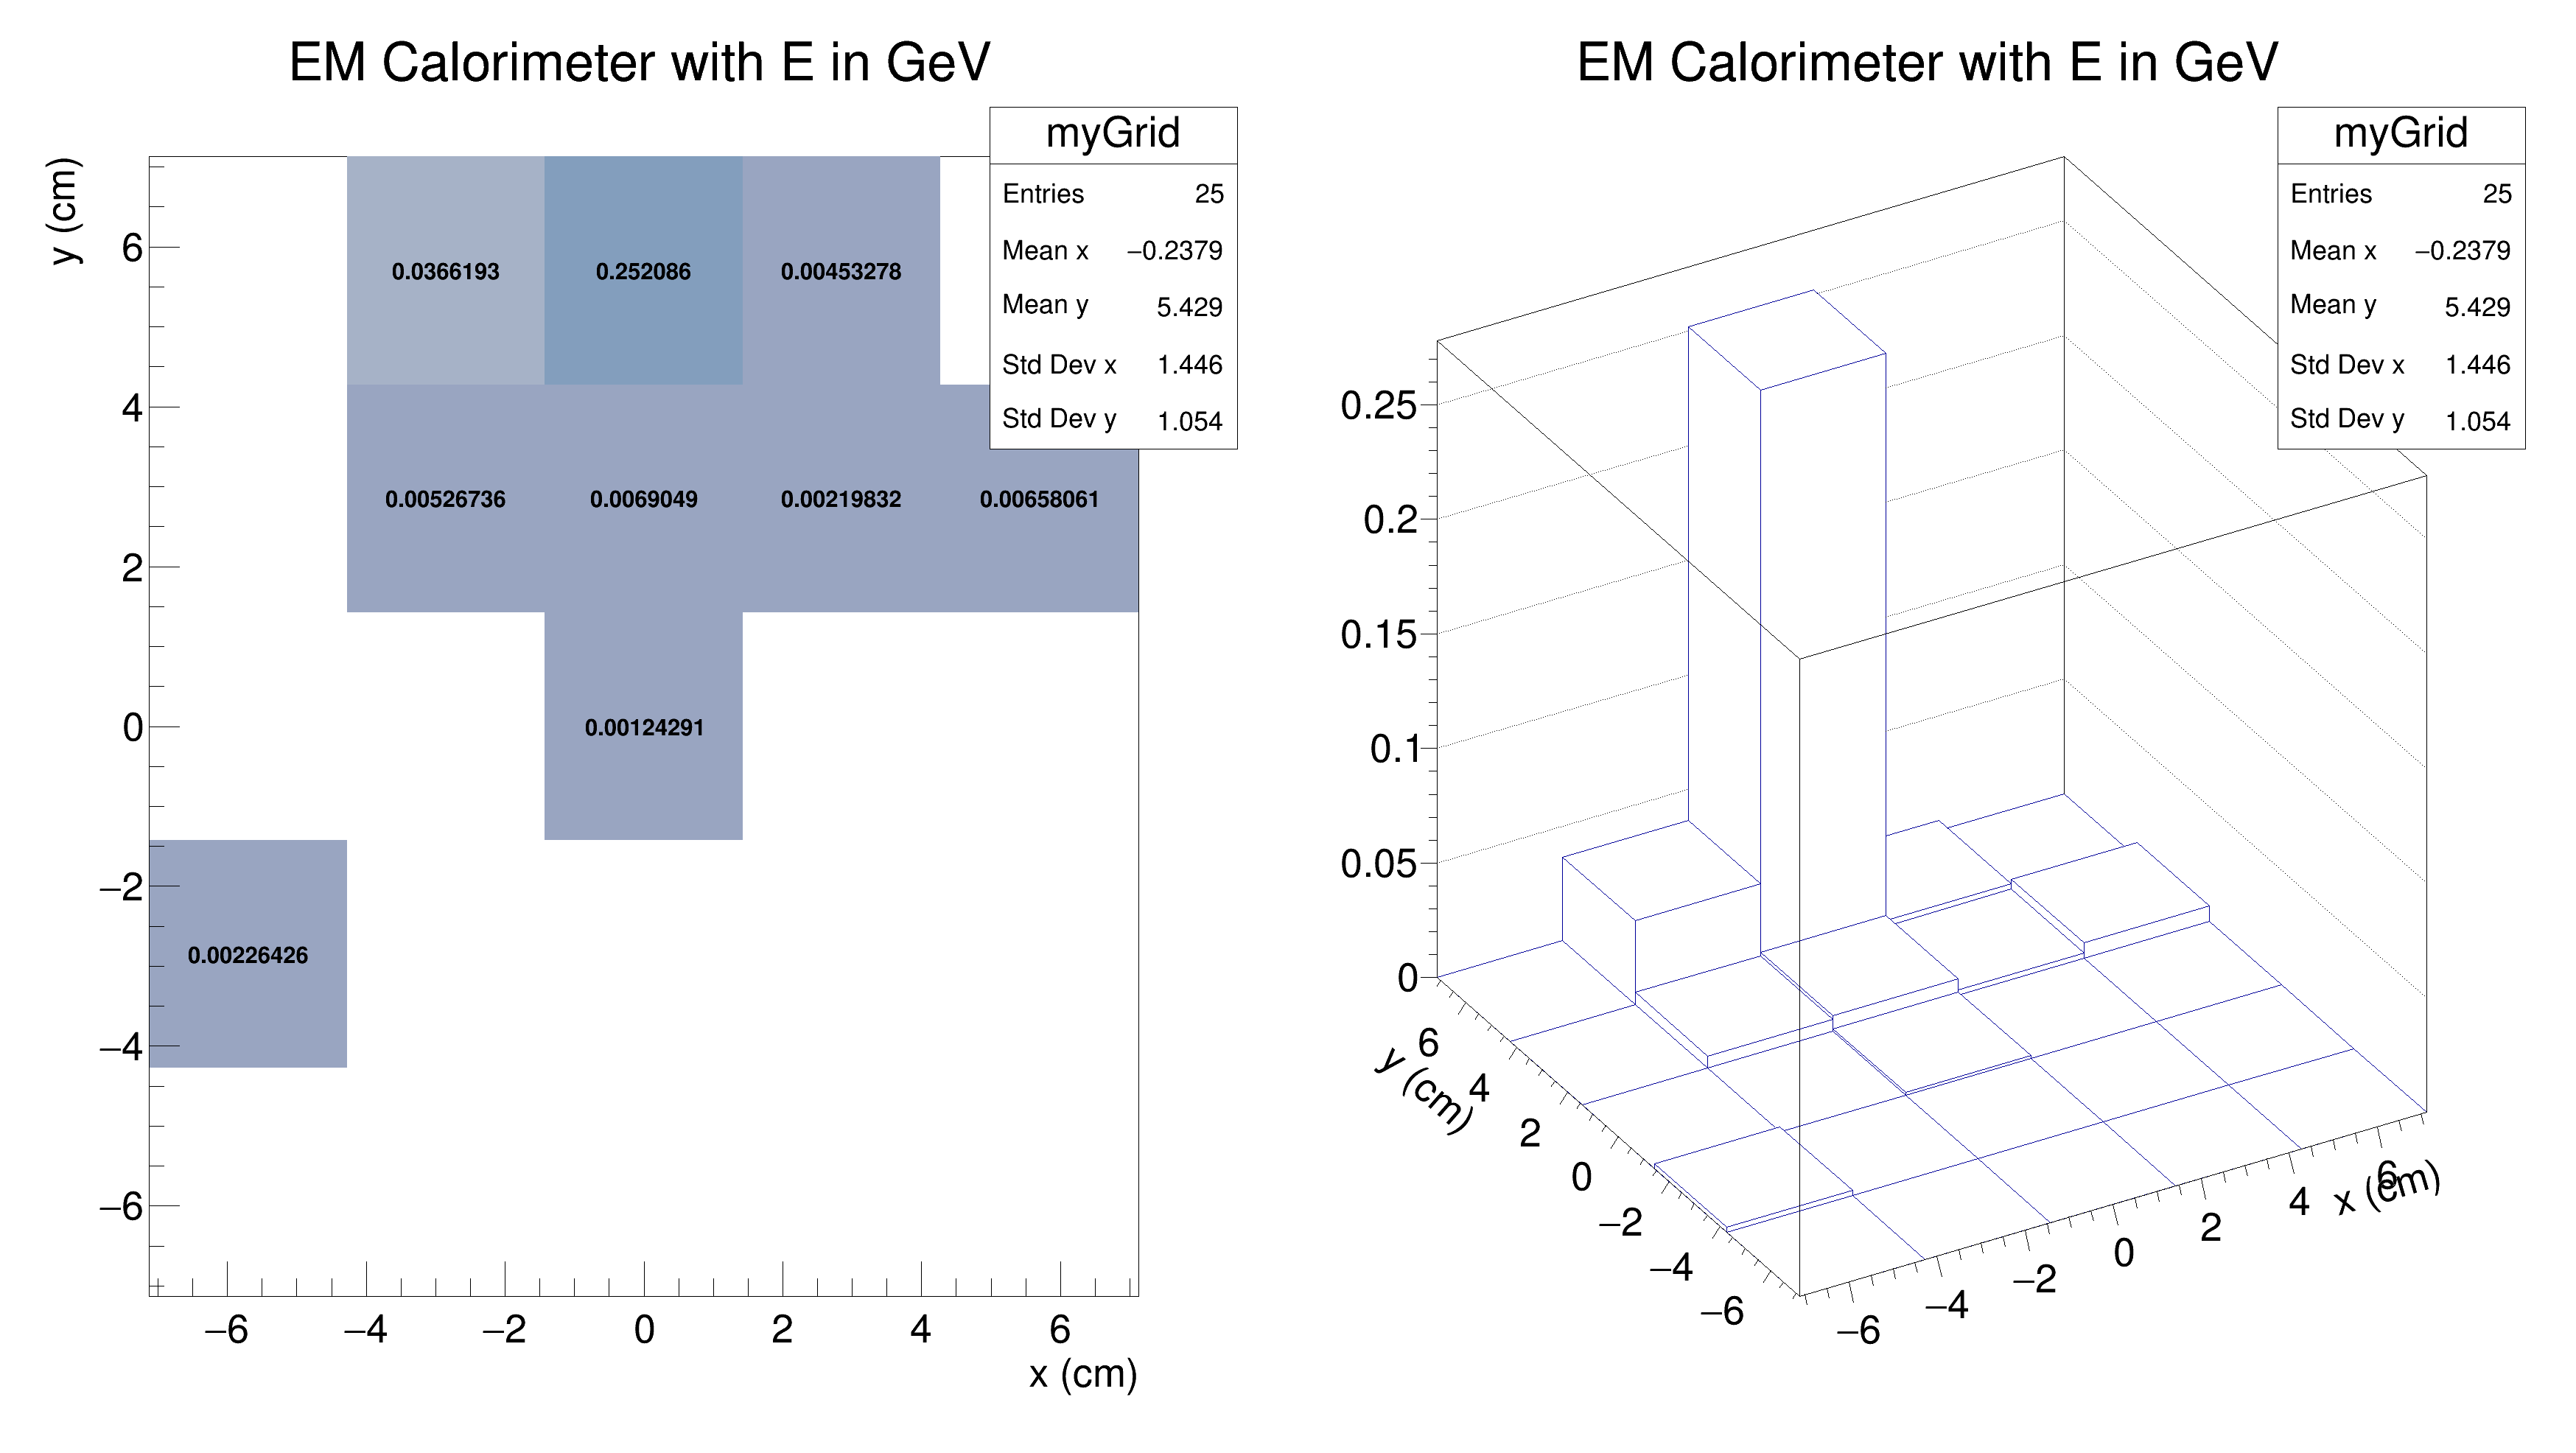 EM Calorimeter with E in GeV
myGrid
Entries 25
Mean x −0.2379
Mean y 5.429
Std Dev x 1.446
Std Dev y 1.054
y (cm)
6
4
2
0
−2
−4
−6
0.0366193 0.252086 0.00453278
0.00526736 0.0069049 0.00219832 0.00658061
0.00124291
0.00226426
−6 −4 −2 0 2 4 6
x (cm)
EM Calorimeter with E in GeV
myGrid
Entries 25
Mean x −0.2379
Mean y 5.429
Std Dev x 1.446
Std Dev y 1.054
0.25
0.2
0.15
0.1
0.05
0
6
4
2
0
−2
−4
−6
y (cm)
−6 −4 −2 0 2 4 6
x (cm)